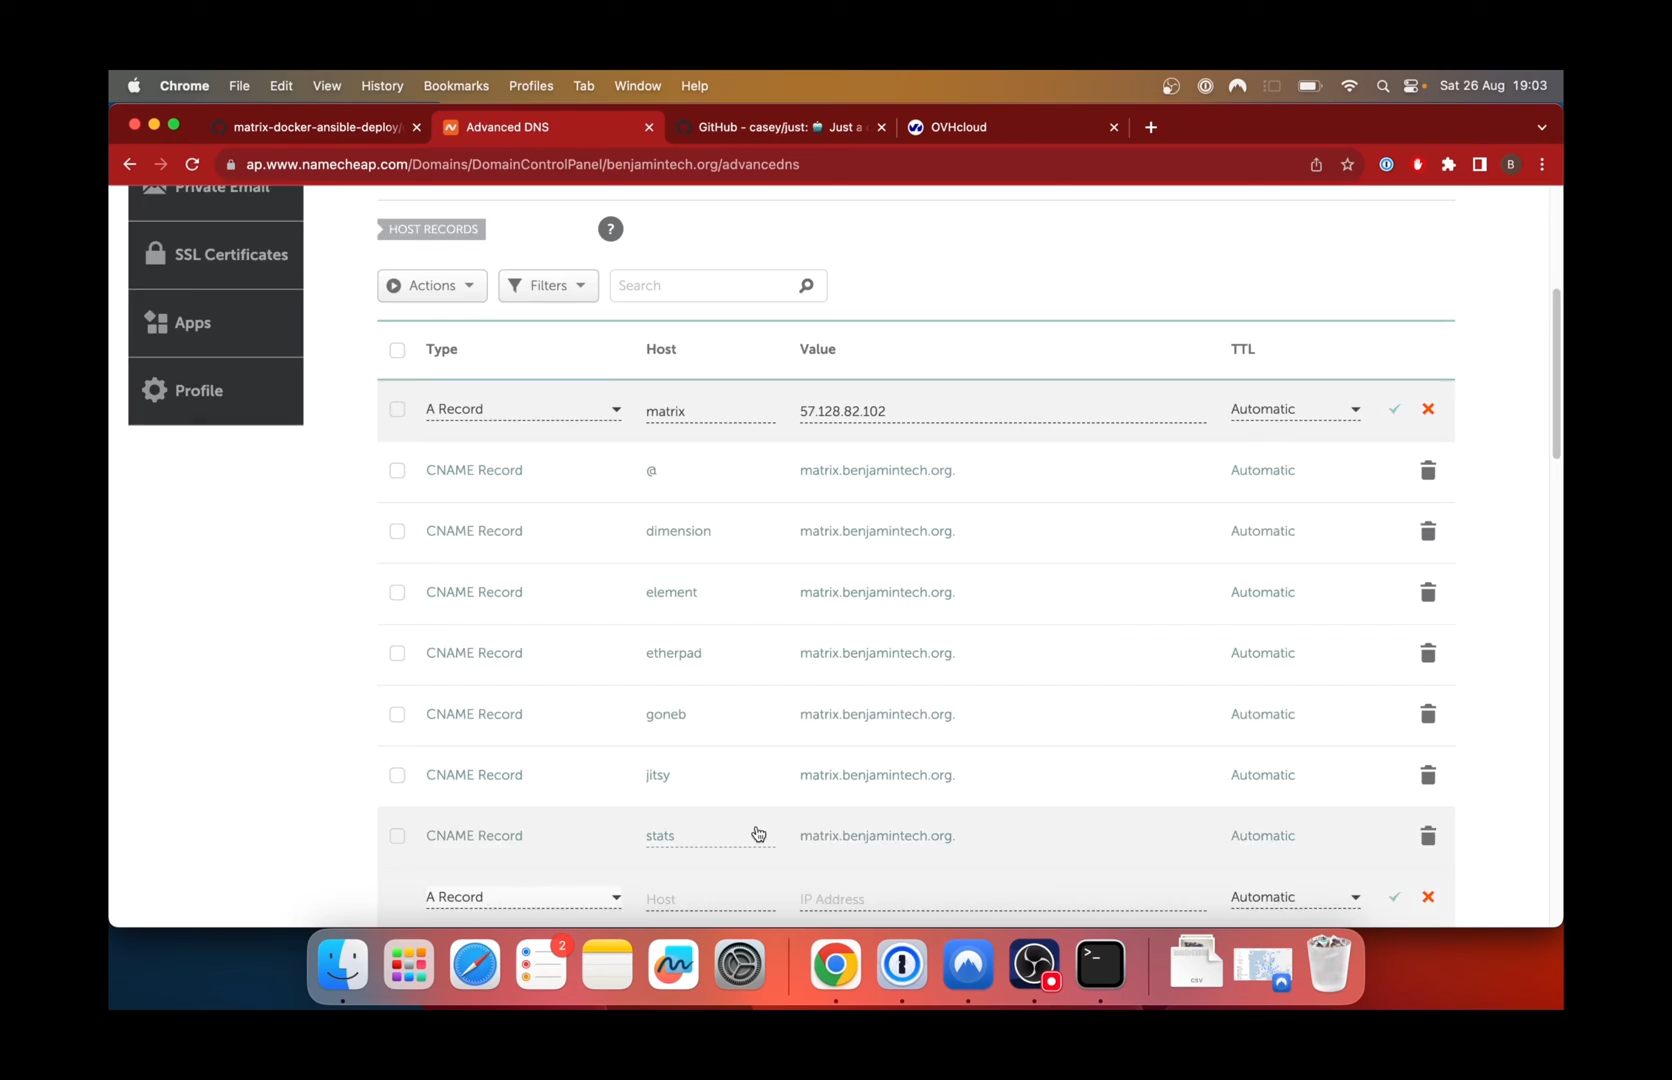 Chrome File Edit View History Bookmarks Profiles Tab Window Help Sat 26 Aug 19:03
matrix-docker-ansible-deploy/ Advanced DNS GitHub - casey/just: 🤖 Just a OVHcloud
ap.www.namecheap.com/Domains/DomainControlPanel/benjamintech.org/advancedns B
Private Email
SSL Certificates
Apps
Profile
HOST RECORDS ?
Actions Filters Search
Type Host Value TTL
A Record matrix 57.128.82.102 Automatic
CNAME Record @ matrix.benjamintech.org. Automatic
CNAME Record dimension matrix.benjamintech.org. Automatic
CNAME Record element matrix.benjamintech.org. Automatic
CNAME Record etherpad matrix.benjamintech.org. Automatic
CNAME Record goneb matrix.benjamintech.org. Automatic
CNAME Record jitsy matrix.benjamintech.org. Automatic
CNAME Record stats matrix.benjamintech.org. Automatic
A Record Host IP Address Automatic
2
CSV